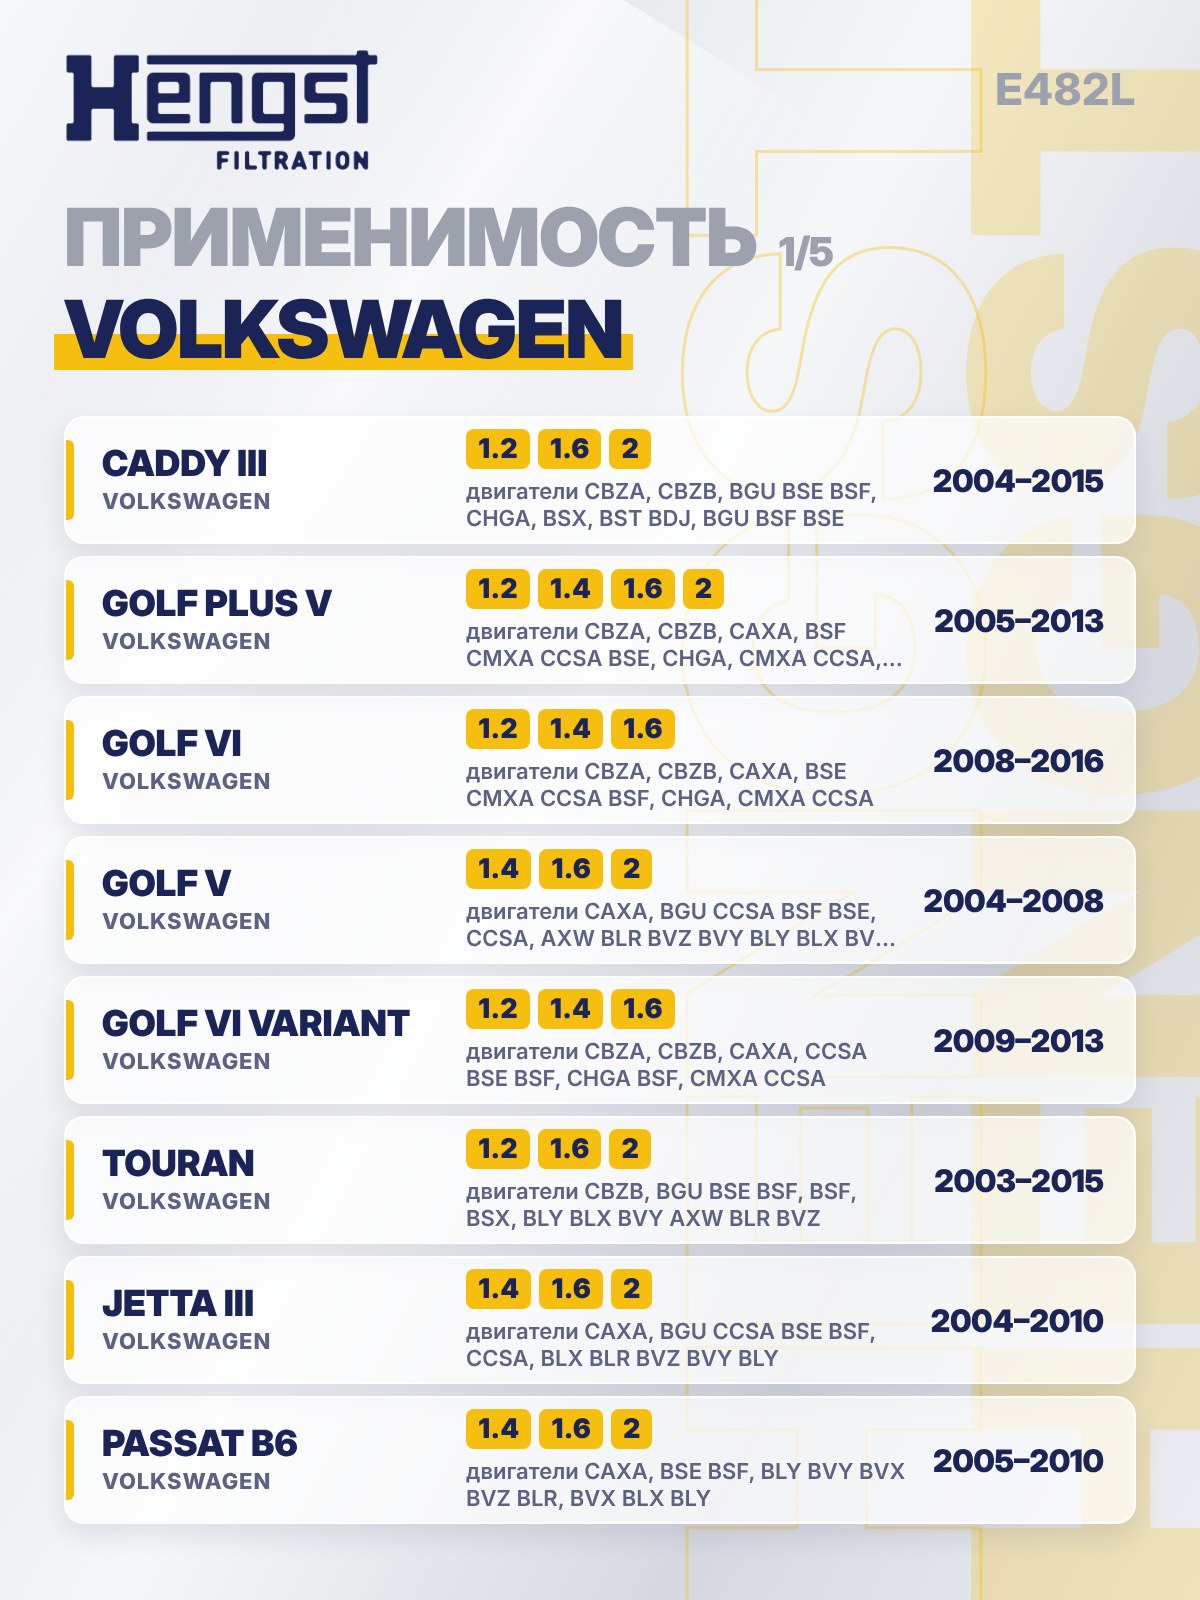 Hengst
FILTRATION
E482L
ПРИМЕНИМОСТЬ 1/5
VOLKSWAGEN
CADDY III
VOLKSWAGEN
1.2 1.6 2
двигатели CBZA, CBZB, BGU BSE BSF,
CHGA, BSX, BST BDJ, BGU BSF BSE
2004–2015
GOLF PLUS V
VOLKSWAGEN
1.2 1.4 1.6 2
двигатели CBZA, CBZB, CAXA, BSF
CMXA CCSA BSE, CHGA, CMXA CCSA,...
2005–2013
GOLF VI
VOLKSWAGEN
1.2 1.4 1.6
двигатели CBZA, CBZB, CAXA, BSE
CMXA CCSA BSF, CHGA, CMXA CCSA
2008–2016
GOLF V
VOLKSWAGEN
1.4 1.6 2
двигатели CAXA, BGU CCSA BSF BSE,
CCSA, AXW BLR BVZ BVY BLY BLX BV...
2004–2008
GOLF VI VARIANT
VOLKSWAGEN
1.2 1.4 1.6
двигатели CBZA, CBZB, CAXA, CCSA
BSE BSF, CHGA BSF, CMXA CCSA
2009–2013
TOURAN
VOLKSWAGEN
1.2 1.6 2
двигатели CBZB, BGU BSE BSF, BSF,
BSX, BLY BLX BVY AXW BLR BVZ
2003–2015
JETTA III
VOLKSWAGEN
1.4 1.6 2
двигатели CAXA, BGU CCSA BSE BSF,
CCSA, BLX BLR BVZ BVY BLY
2004–2010
PASSAT B6
VOLKSWAGEN
1.4 1.6 2
двигатели CAXA, BSE BSF, BLY BVY BVX
BVZ BLR, BVX BLX BLY
2005–2010